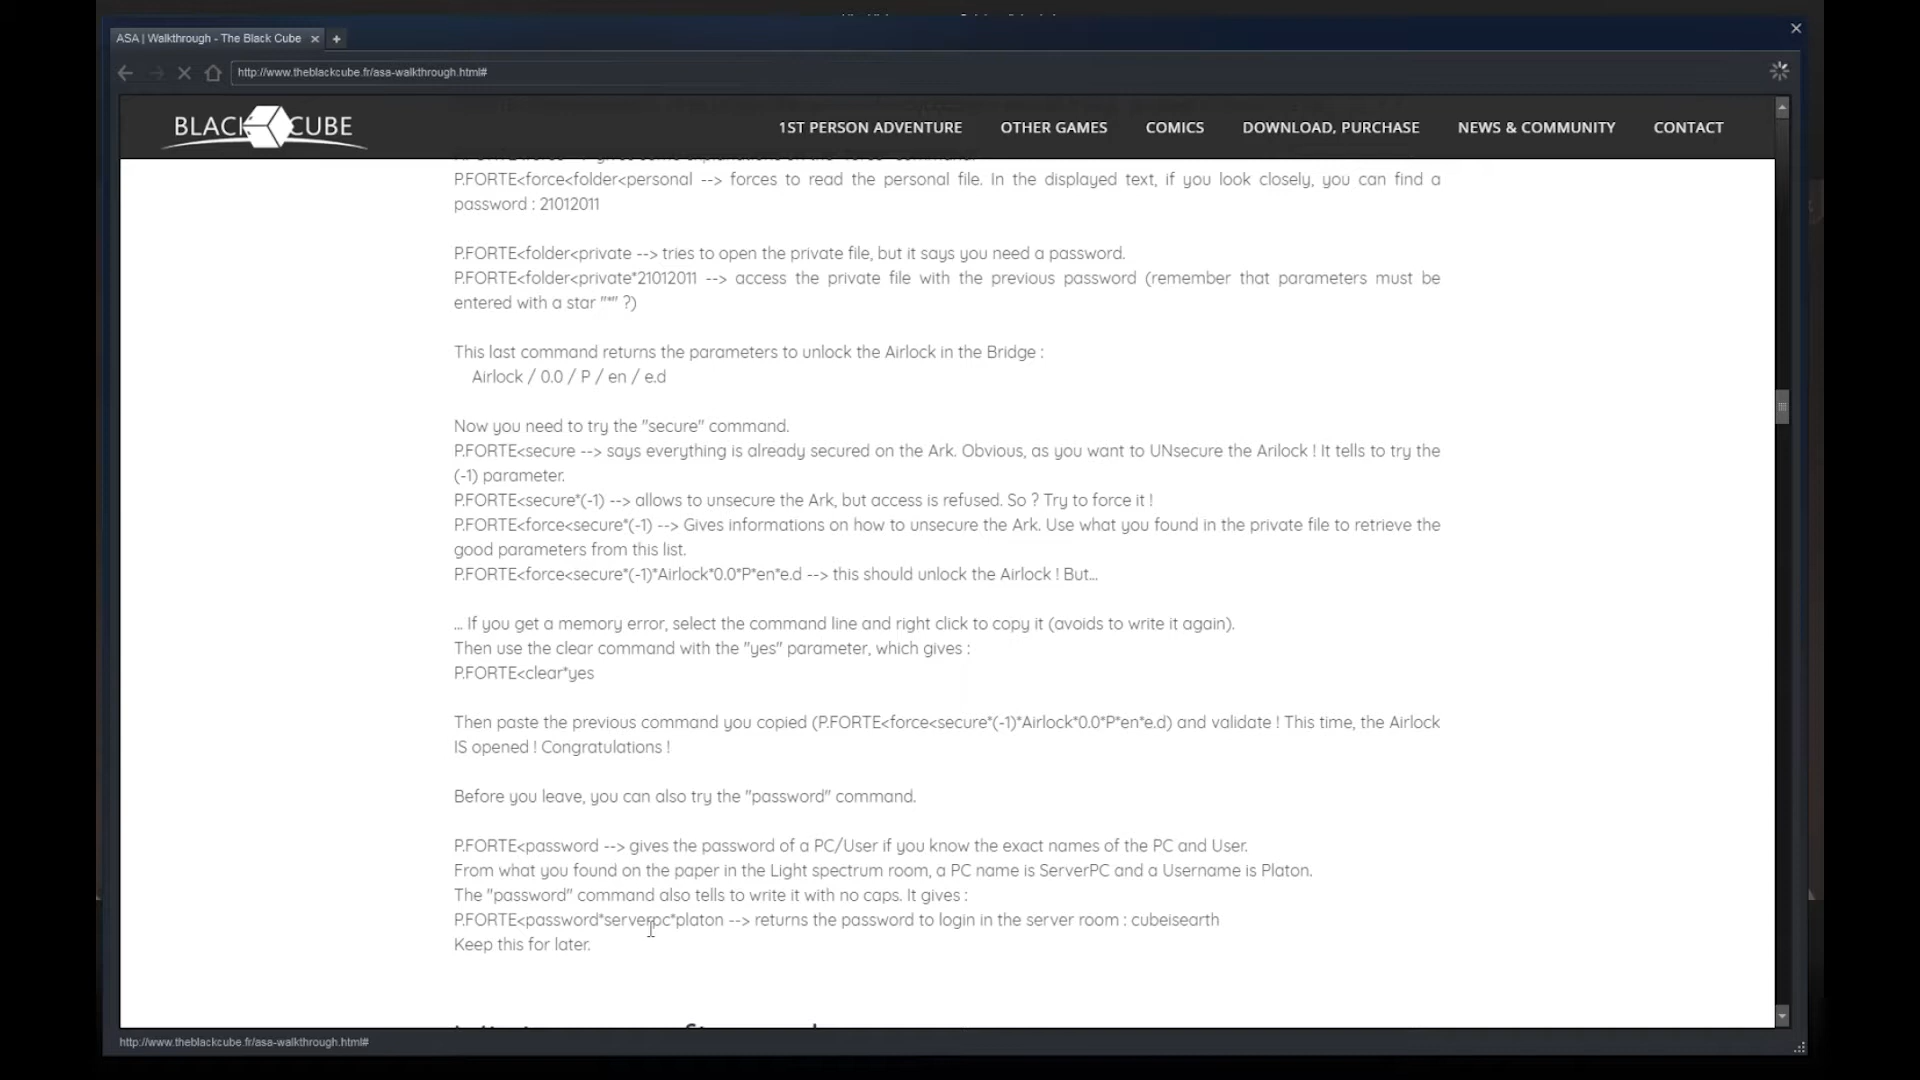 ASA | Walkthrough - The Black Cube
http://www.theblackcube.fr/asa-walkthrough.html#
BLACK CUBE
1ST PERSON ADVENTURE OTHER GAMES COMICS DOWNLOAD, PURCHASE NEWS & COMMUNITY CONTACT
P.FORTE<force<folder<personal --> forces to read the personal file. In the displayed text, if you look closely, you can find a
password : 21012011
P.FORTE<folder<private --> tries to open the private file, but it says you need a password.
P.FORTE<folder<private*21012011 --> access the private file with the previous password (remember that parameters must be
entered with a star "*" ?)
This last command returns the parameters to unlock the Airlock in the Bridge :
Airlock / 0.0 / P / en / e.d
Now you need to try the "secure" command.
P.FORTE<secure --> says everything is already secured on the Ark. Obvious, as you want to UNsecure the Arilock ! It tells to try the
(-1) parameter.
P.FORTE<secure*(-1) --> allows to unsecure the Ark, but access is refused. So ? Try to force it !
P.FORTE<force<secure*(-1) --> Gives informations on how to unsecure the Ark. Use what you found in the private file to retrieve the
good parameters from this list.
P.FORTE<force<secure*(-1)*Airlock*0.0*P*en*e.d --> this should unlock the Airlock ! But...
... If you get a memory error, select the command line and right click to copy it (avoids to write it again).
Then use the clear command with the "yes" parameter, which gives :
P.FORTE<clear*yes
Then paste the previous command you copied (P.FORTE<force<secure*(-1)*Airlock*0.0*P*en*e.d) and validate ! This time, the Airlock
IS opened ! Congratulations !
Before you leave, you can also try the "password" command.
P.FORTE<password --> gives the password of a PC/User if you know the exact names of the PC and User.
From what you found on the paper in the Light spectrum room, a PC name is ServerPC and a Username is Platon.
The "password" command also tells to write it with no caps. It gives :
P.FORTE<password*serverpc*platon --> returns the password to login in the server room : cubeisearth
Keep this for later.
http://www.theblackcube.fr/asa-walkthrough.html#